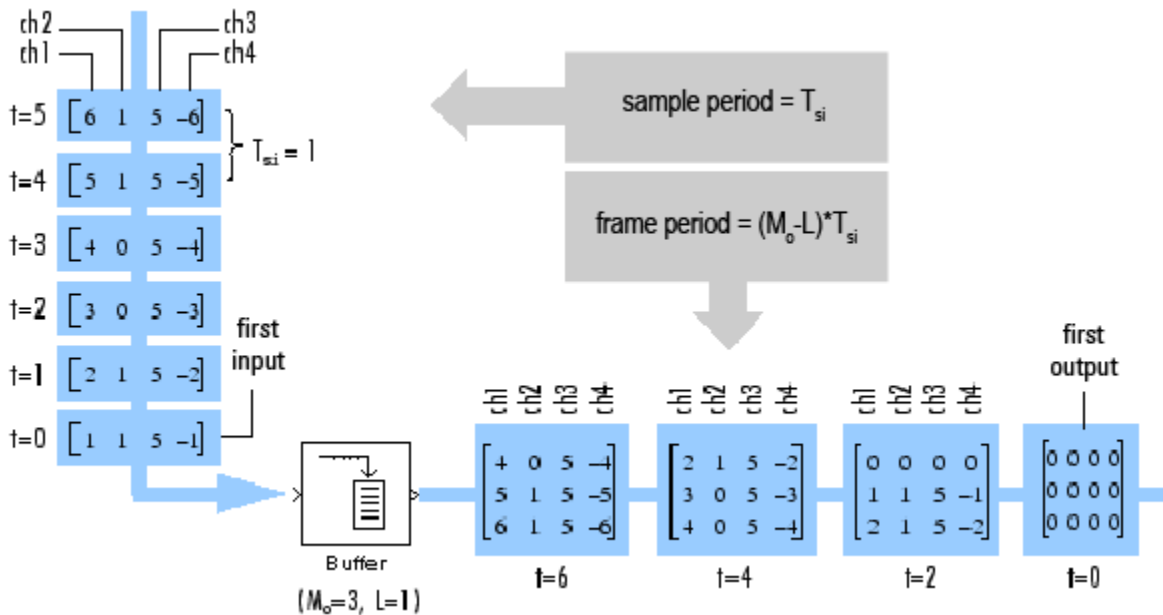 ch2 ch3
ch1 ch4
t=5 [6 1 5 −6]
t=4 [5 1 5 −5]
T_si = 1
t=3 [4 0 5 −4]
t=2 [3 0 5 −3]
t=1 [2 1 5 −2]
t=0 [1 1 5 −1]
first
input
sample period = T_si
frame period = (M_o-L)*T_si
Buffer
(M_o=3, L=1)
ch1 ch2 ch3 ch4
4 0 5 −4
5 1 5 −5
6 1 5 −6
t=6
ch1 ch2 ch3 ch4
2 1 5 −2
3 0 5 −3
4 0 5 −4
t=4
ch1 ch2 ch3 ch4
0 0 0 0
1 1 5 −1
2 1 5 −2
t=2
first
output
0 0 0 0
0 0 0 0
0 0 0 0
t=0